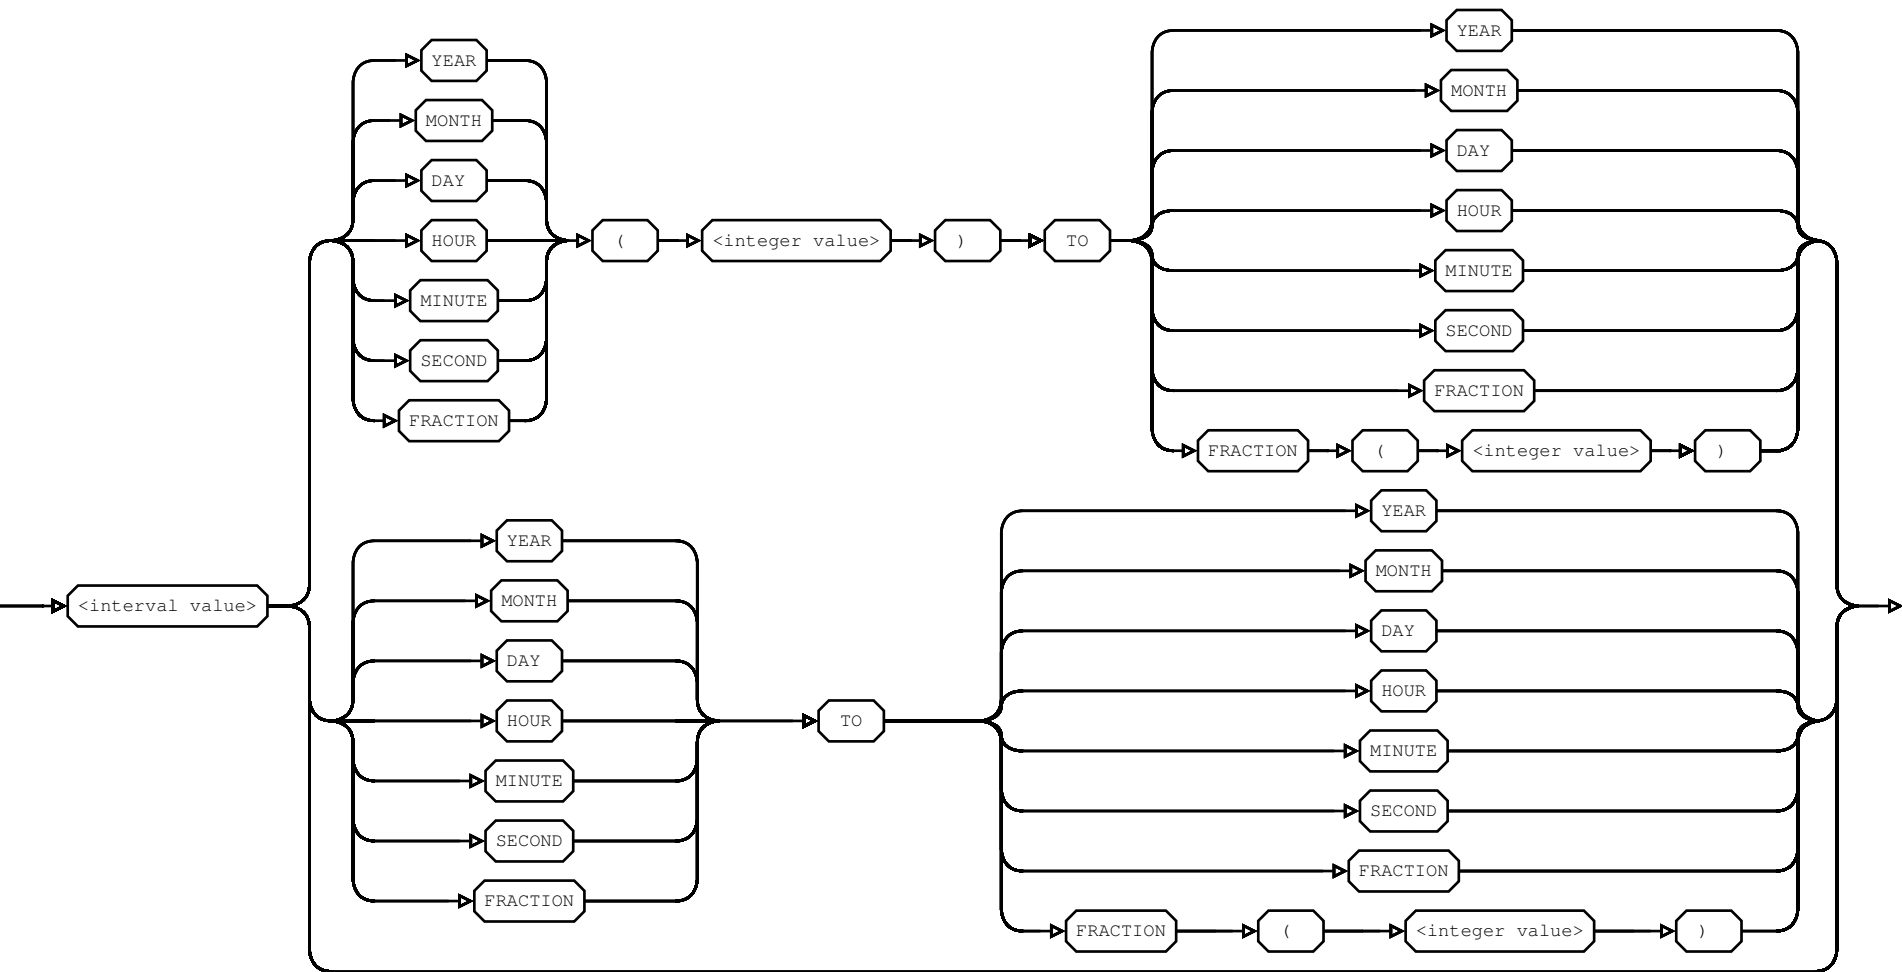 YEAR
YEAR
MONTH
MONTH
DAY
DAY
HOUR
HOUR
( <integer value> ) TO
MINUTE
MINUTE
SECOND
SECOND
FRACTION
FRACTION
FRACTION ( <integer value> )
YEAR
YEAR
MONTH
MONTH
<interval value>
DAY
DAY
HOUR
HOUR
TO
MINUTE
MINUTE
SECOND
SECOND
FRACTION
FRACTION
FRACTION ( <integer value> )